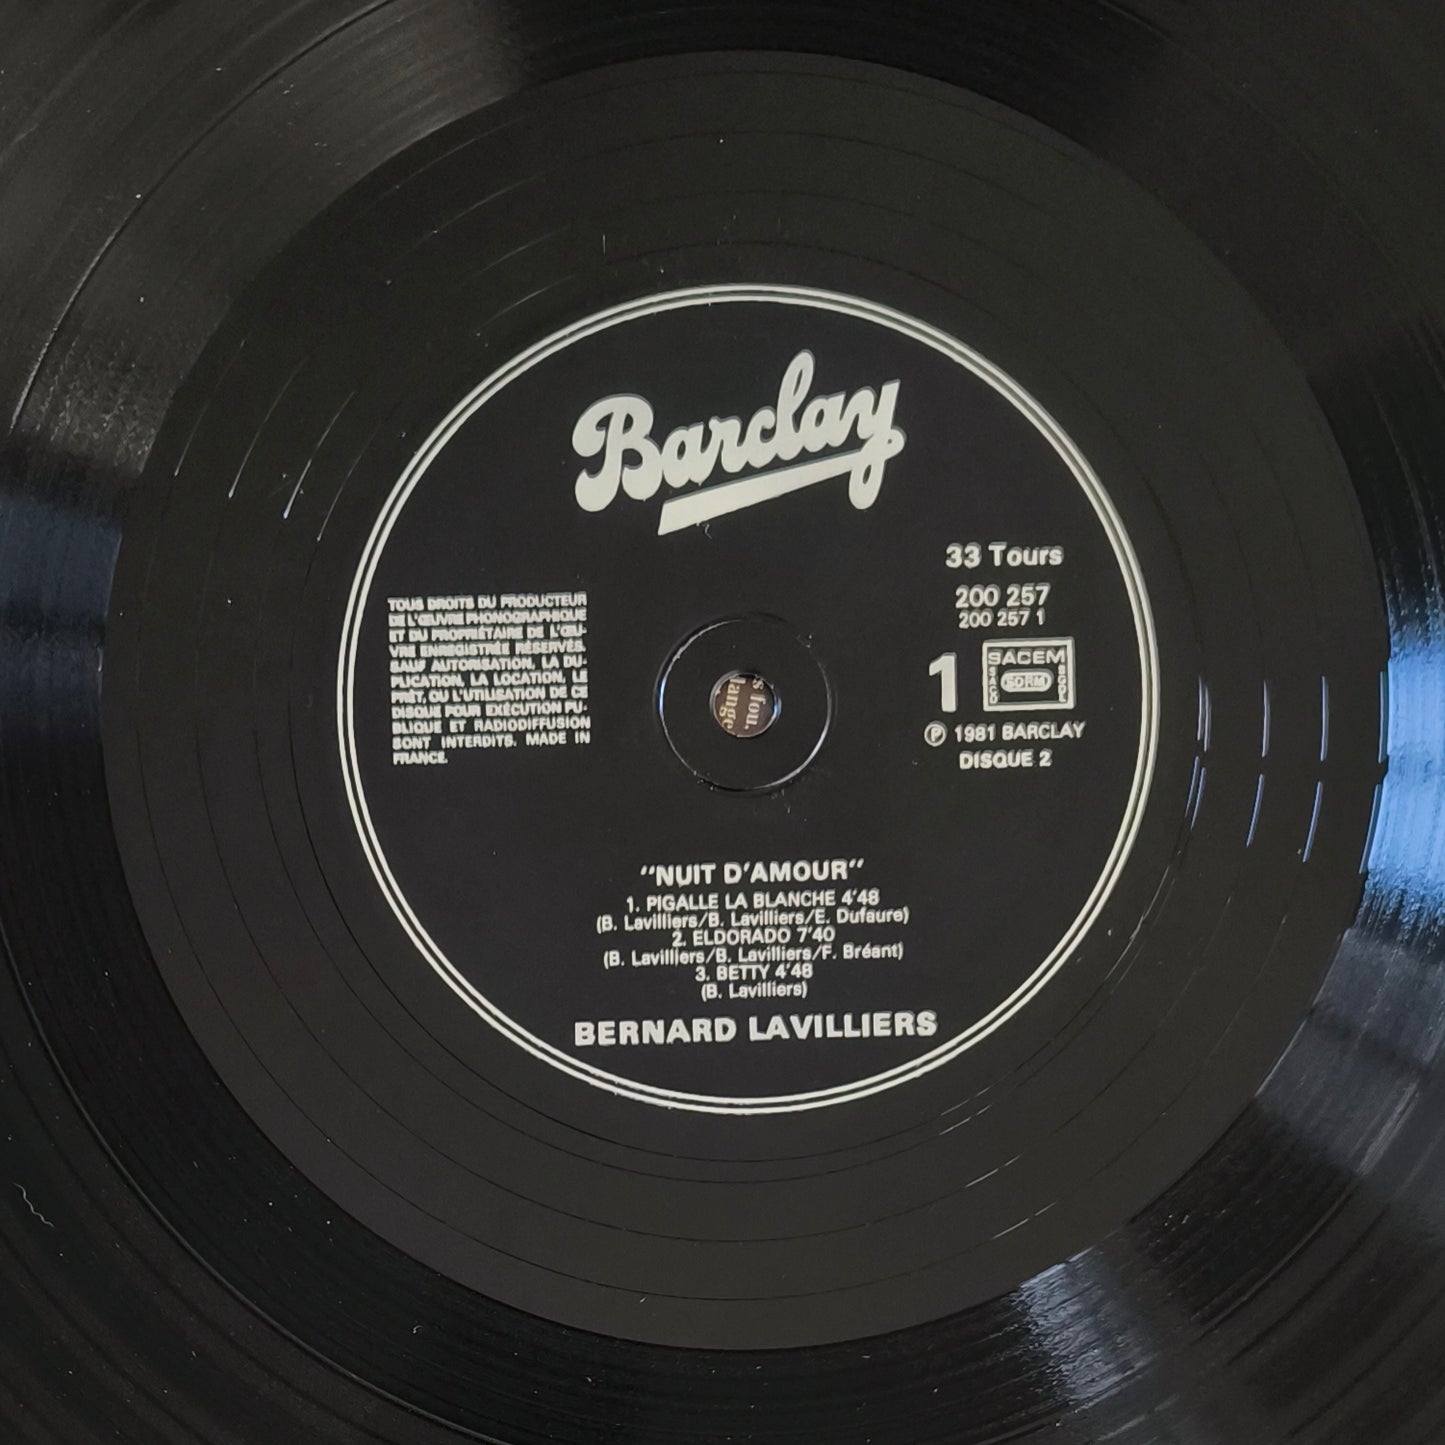 Barclay
33 Tours
200 257
200 257 1
TOUS DROITS DU PRODUCTEUR
DE L'ŒUVRE PHONOGRAPHIQUE
ET DU PROPRIÉTAIRE DE L'ŒU-
VRE ENREGISTRÉE RÉSERVÉS.
SAUF AUTORISATION, LA DU-
PLICATION, LA LOCATION, LE
PRÊT, OU L'UTILISATION DE CE
DISQUE POUR EXÉCUTION PU-
BLIQUE ET RADIODIFFUSION
SONT INTERDITS. MADE IN
FRANCE.
s fou.
lange
1
SACEM
SACD
SDRM
SGDL
Ⓟ 1981 BARCLAY
DISQUE 2
"NUIT D'AMOUR"
1. PIGALLE LA BLANCHE 4'48
(B. Lavilliers/B. Lavilliers/E. Dufaure)
2. ELDORADO 7'40
(B. Lavilliers/B. Lavilliers/F. Bréant)
3. BETTY 4'48
(B. Lavilliers)
BERNARD LAVILLIERS